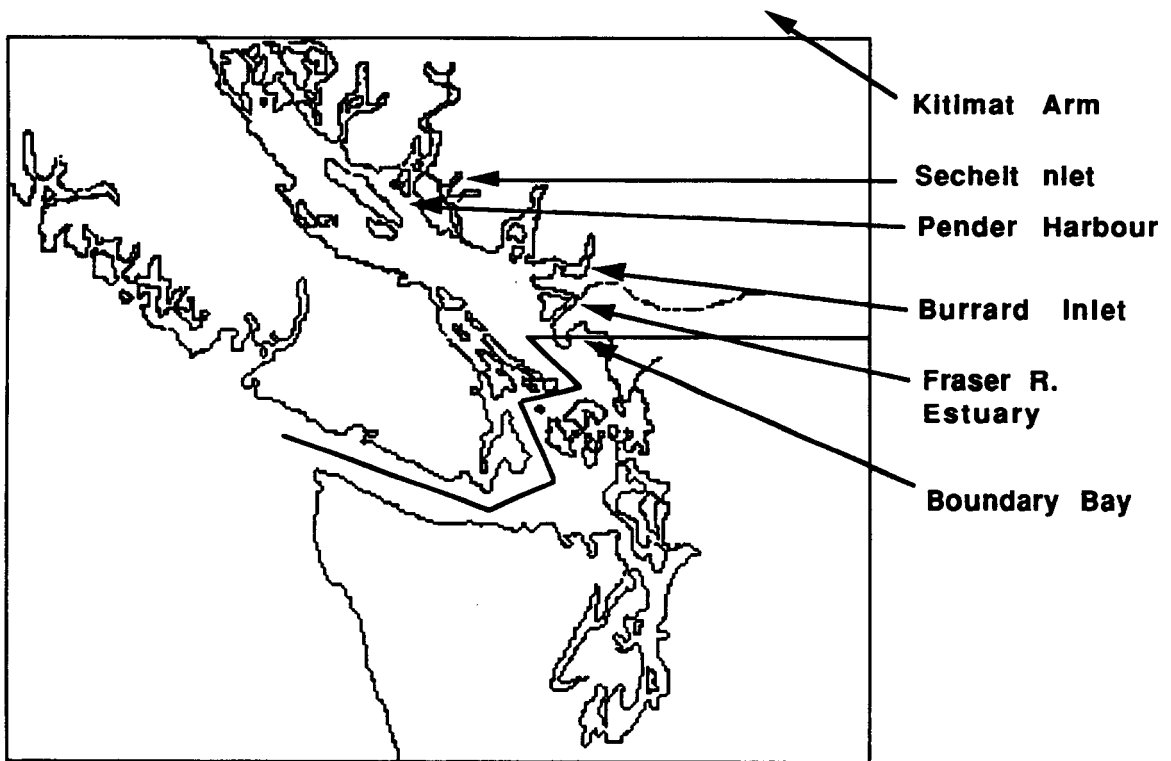 Kitimat Arm
Sechelt nlet
Pender Harbour
Burrard Inlet
Fraser R.
Estuary
Boundary Bay